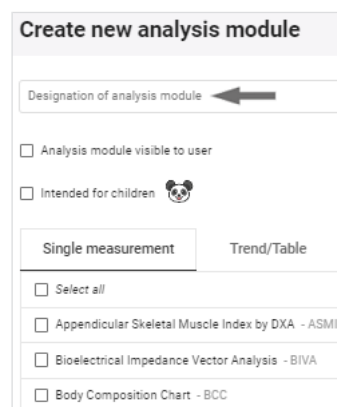 Create new analysis module
Designation of analysis module
Analysis module visible to user
Intended for children
Single measurement Trend/Table
Select all
Appendicular Skeletal Muscle Index by DXA - ASMI
Bioelectrical Impedance Vector Analysis - BIVA
Body Composition Chart - BCC